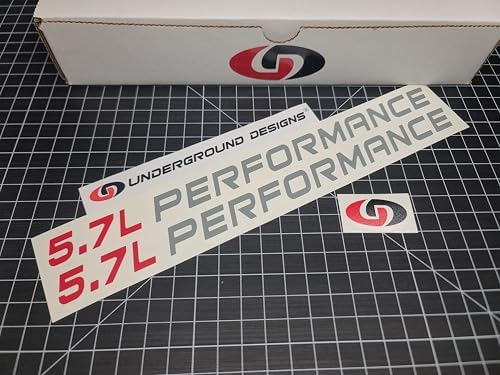 UNDERGROUND DESIGNS
5.7L PERFORMANCE
5.7L PERFORMANCE